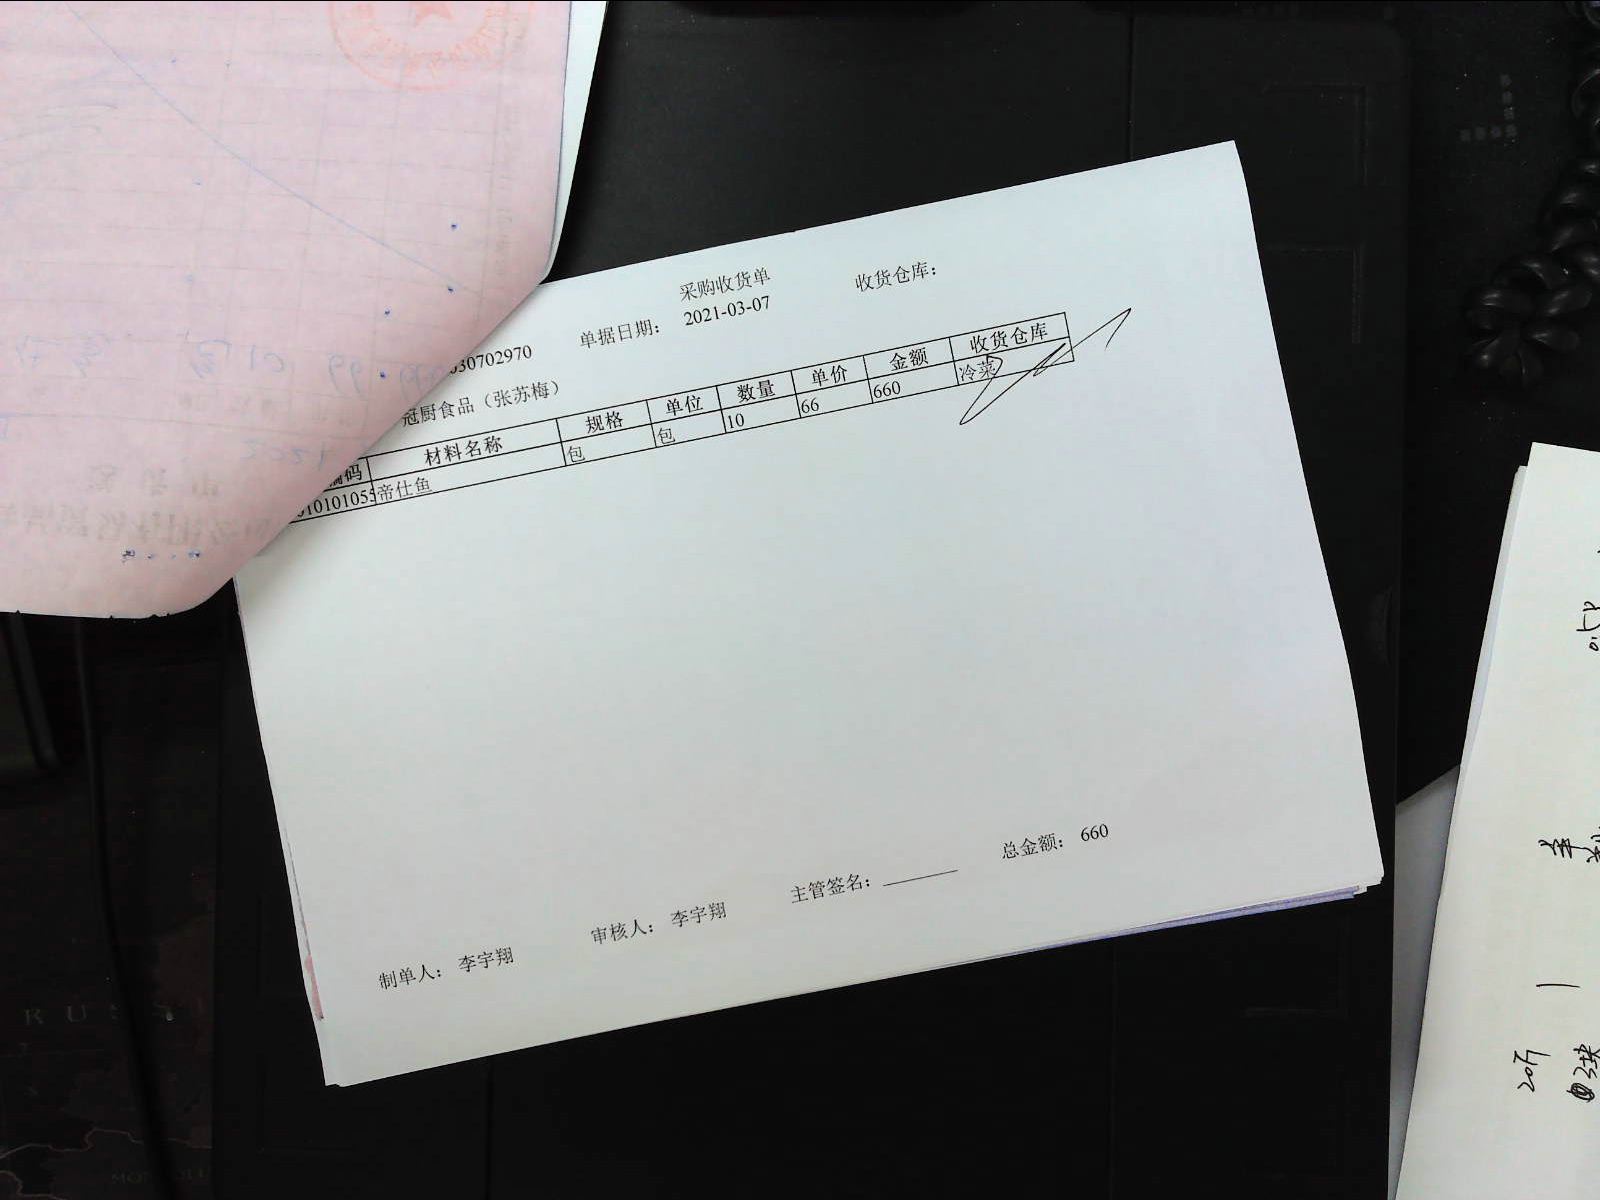 采购收货单
收货仓库：
030702970 单据日期： 2021-03-07
冠厨食品（张苏梅）
编码 材料名称 规格 单位 数量 单价 金额 收货仓库
010101055 帝仕鱼 包 包 10 66 660 冷菜
总金额： 660
制单人： 李宇翔 审核人： 李宇翔 主管签名：